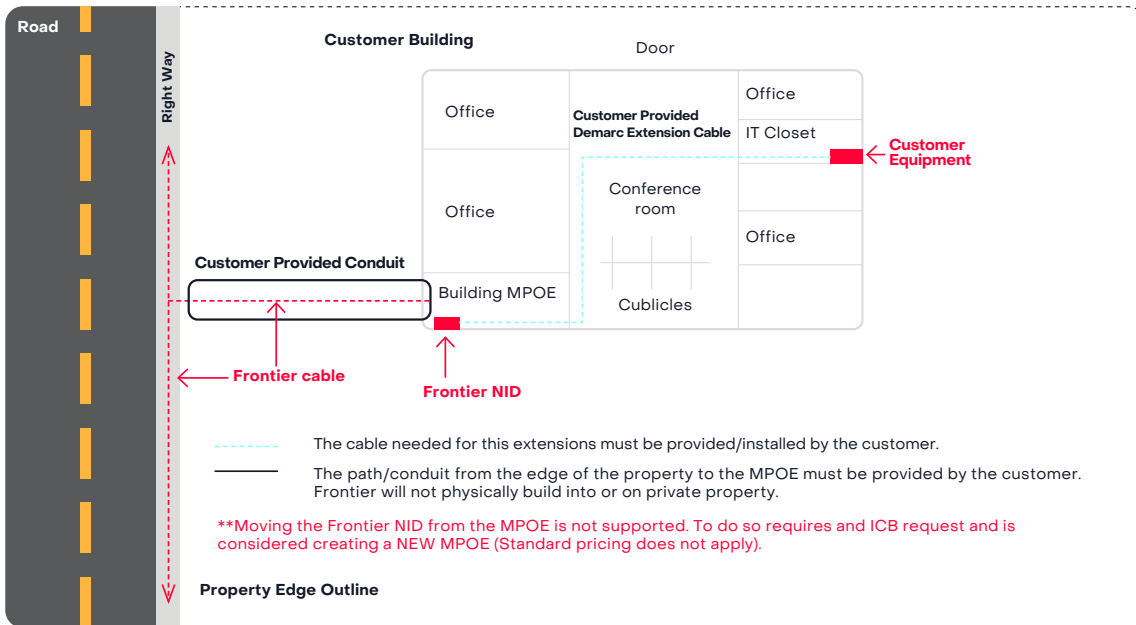 Road
Right Way
Customer Building
Door
Office
Customer Provided
Demarc Extension Cable
Office
IT Closet
Customer
Equipment
Conference
room
Office
Office
Customer Provided Conduit
Building MPOE
Cublicles
Frontier cable
Frontier NID
The cable needed for this extensions must be provided/installed by the customer.
The path/conduit from the edge of the property to the MPOE must be provided by the customer.
Frontier will not physically build into or on private property.
**Moving the Frontier NID from the MPOE is not supported. To do so requires and ICB request and is
considered creating a NEW MPOE (Standard pricing does not apply).
Property Edge Outline